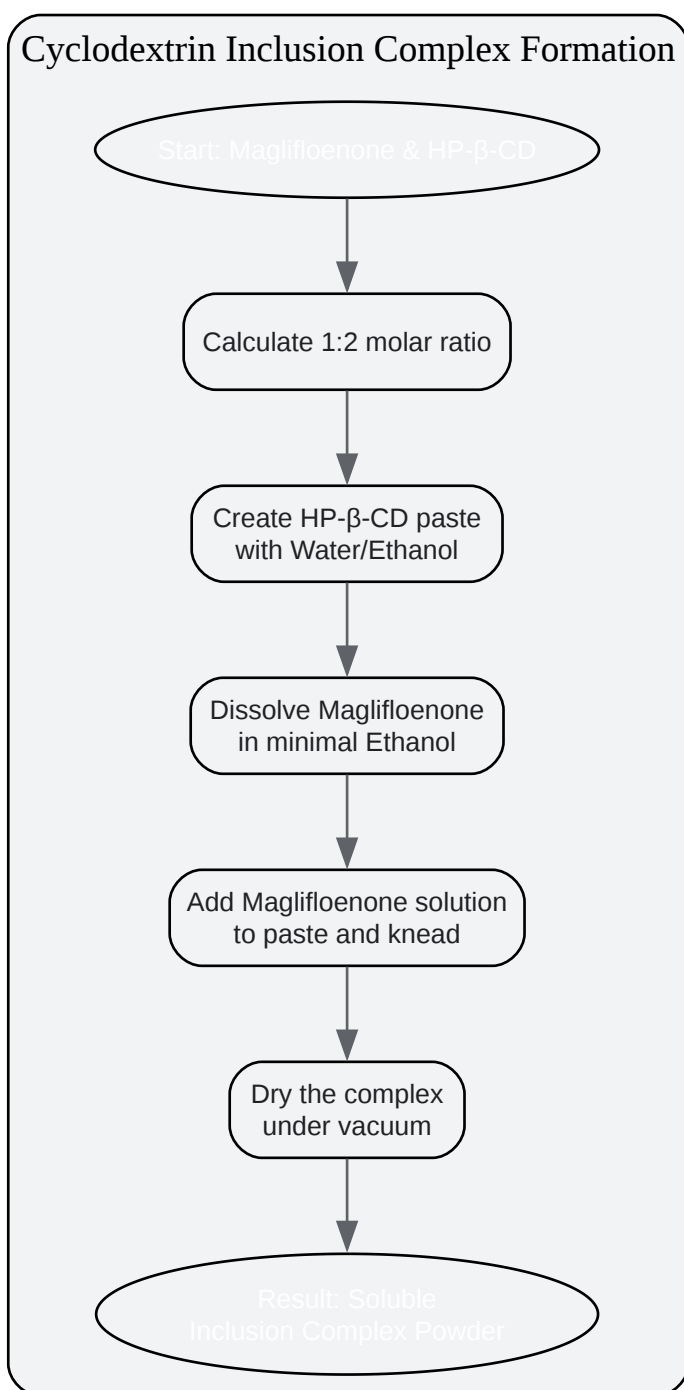 Cyclodextrin Inclusion Complex Formation
Start: Maglifloenone & HP-β-CD
Calculate 1:2 molar ratio
Create HP-β-CD paste
with Water/Ethanol
Dissolve Maglifloenone
in minimal Ethanol
Add Maglifloenone solution
to paste and knead
Dry the complex
under vacuum
Result: Soluble
Inclusion Complex Powder